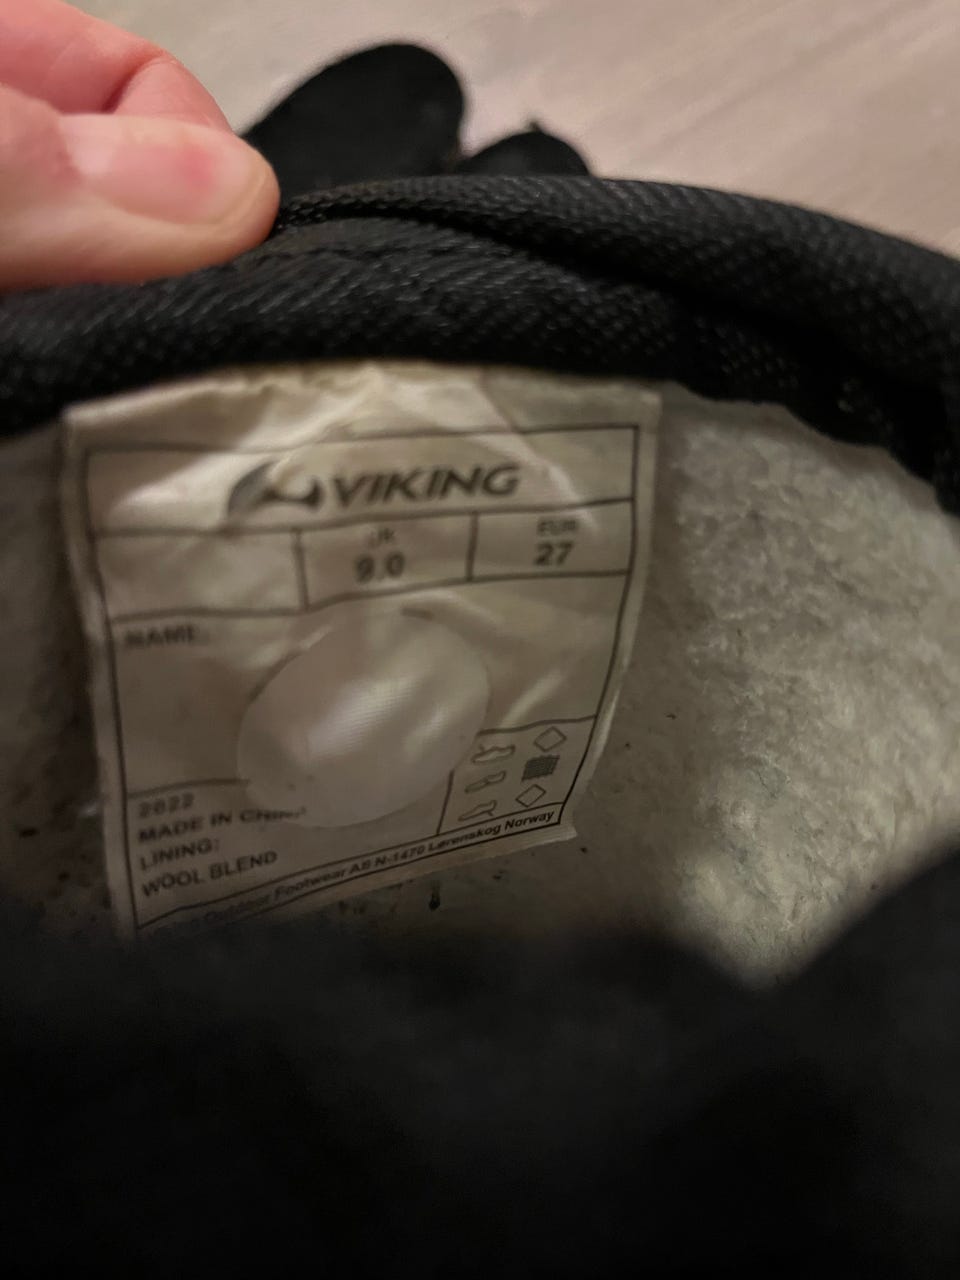 VIKING
UK EUR
9.0 27
NAME:
2022
MADE IN CHINA
LINING:
WOOL BLEND
Outdoor Footwear AS N-1470 Lørenskog Norway